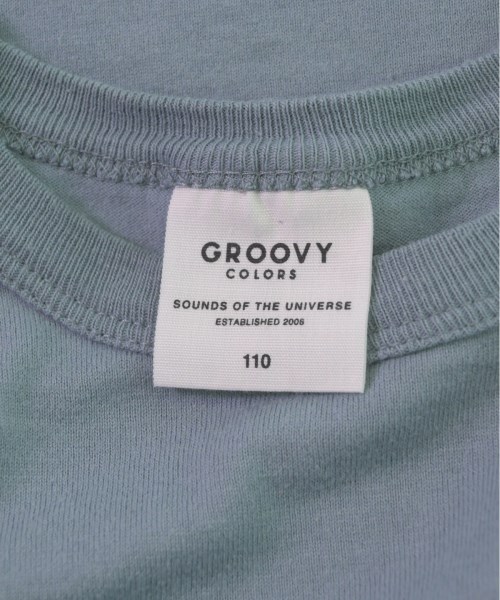 GROOVY
COLORS
SOUNDS OF THE UNIVERSE
ESTABLISHED 2006
110